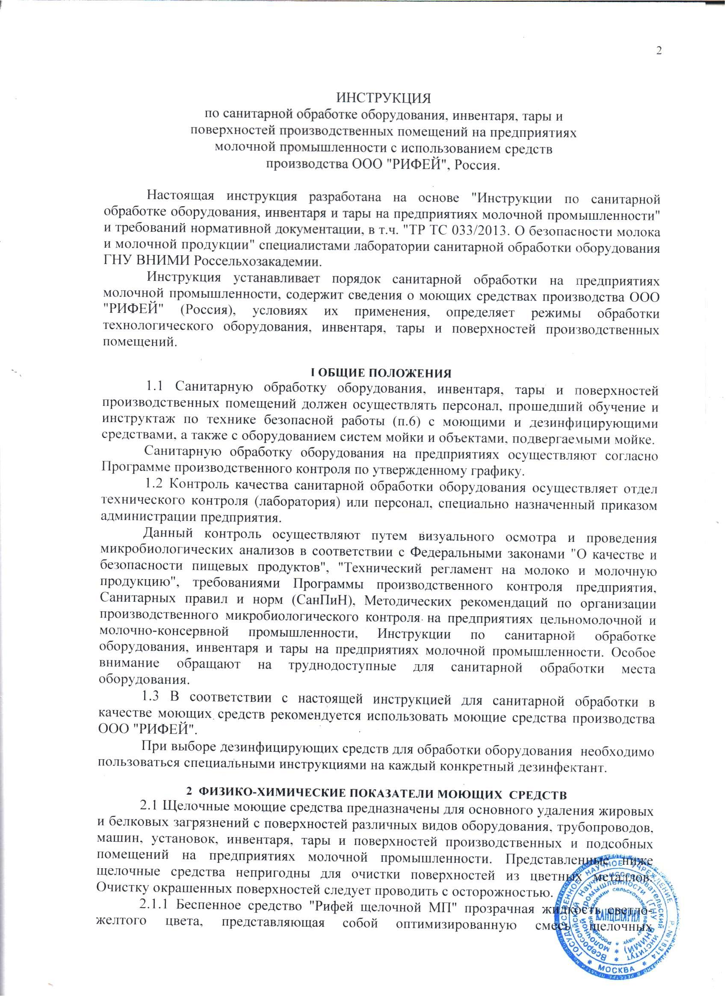 2
ИНСТРУКЦИЯ
по санитарной обработке оборудования, инвентаря, тары и
поверхностей производственных помещений на предприятиях
молочной промышленности с использованием средств
производства ООО "РИФЕЙ", Россия.
Настоящая инструкция разработана на основе "Инструкции по санитарной
обработке оборудования, инвентаря и тары на предприятиях молочной промышленности"
и требований нормативной документации, в т.ч. "ТР ТС 033/2013. О безопасности молока
и молочной продукции" специалистами лаборатории санитарной обработки оборудования
ГНУ ВНИМИ Россельхозакадемии.
Инструкция устанавливает порядок санитарной обработки на предприятиях
молочной промышленности, содержит сведения о моющих средствах производства ООО
"РИФЕЙ" (Россия), условиях их применения, определяет режимы обработки
технологического оборудования, инвентаря, тары и поверхностей производственных
помещений.
I ОБЩИЕ ПОЛОЖЕНИЯ
1.1 Санитарную обработку оборудования, инвентаря, тары и поверхностей
производственных помещений должен осуществлять персонал, прошедший обучение и
инструктаж по технике безопасной работы (п.6) с моющими и дезинфицирующими
средствами, а также с оборудованием систем мойки и объектами, подвергаемыми мойке.
Санитарную обработку оборудования на предприятиях осуществляют согласно
Программе производственного контроля по утвержденному графику.
1.2 Контроль качества санитарной обработки оборудования осуществляет отдел
технического контроля (лаборатория) или персонал, специально назначенный приказом
администрации предприятия.
Данный контроль осуществляют путем визуального осмотра и проведения
микробиологических анализов в соответствии с Федеральными законами "О качестве и
безопасности пищевых продуктов", "Технический регламент на молоко и молочную
продукцию", требованиями Программы производственного контроля предприятия,
Санитарных правил и норм (СанПиН), Методических рекомендаций по организации
производственного микробиологического контроля на предприятиях цельномолочной и
молочно-консервной промышленности, Инструкции по санитарной обработке
оборудования, инвентаря и тары на предприятиях молочной промышленности. Особое
внимание обращают на труднодоступные для санитарной обработки места
оборудования.
1.3 В соответствии с настоящей инструкцией для санитарной обработки в
качестве моющих средств рекомендуется использовать моющие средства производства
ООО "РИФЕЙ".
При выборе дезинфицирующих средств для обработки оборудования необходимо
пользоваться специальными инструкциями на каждый конкретный дезинфектант.
2 ФИЗИКО-ХИМИЧЕСКИЕ ПОКАЗАТЕЛИ МОЮЩИХ СРЕДСТВ
2.1 Щелочные моющие средства предназначены для основного удаления жировых
и белковых загрязнений с поверхностей различных видов оборудования, трубопроводов,
машин, установок, инвентаря, тары и поверхностей производственных и подсобных
помещений на предприятиях молочной промышленности. Представленные ниже
щелочные средства непригодны для очистки поверхностей из цветных металлов.
Очистку окрашенных поверхностей следует проводить с осторожностью.
2.1.1 Беспенное средство "Рифей щелочной МП" прозрачная жидкость светло-
желтого цвета, представляющая собой оптимизированную смесь щелочных
ГОСУДАРСТВЕННОЕ НАУЧНОЕ УЧРЕЖДЕНИЕ
Всероссийский Научно-исследовательский институт
молочной промышленности (ГНУ ВНИМИ)
Российской академии сельскохозяйственных наук
КАНЦЕЛЯРИЯ
* МОСКВА *